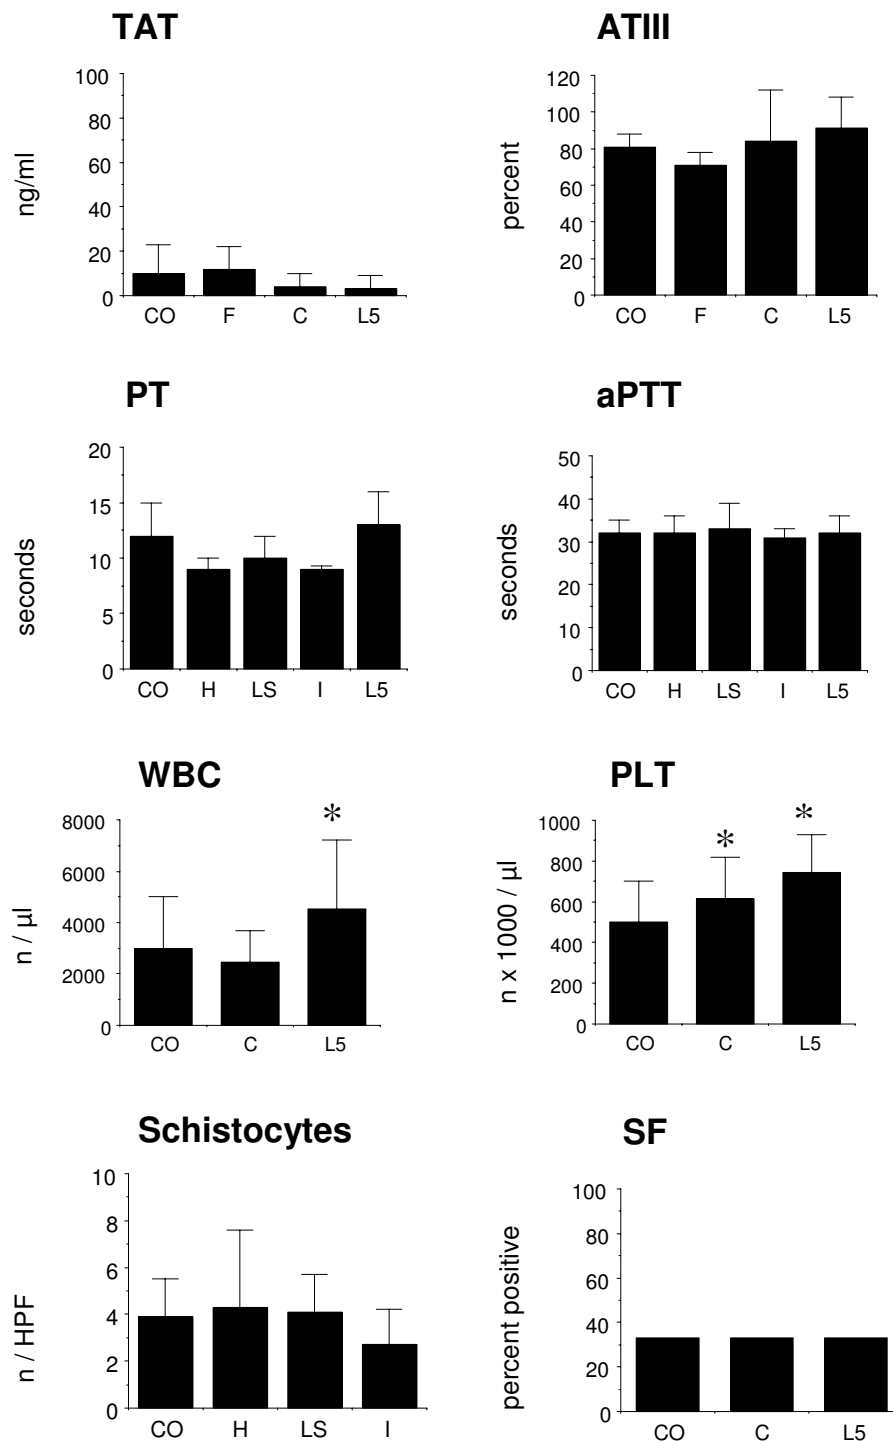 TAT
100
80
60
40
20
0
ng/ml
CO F C L5
ATIII
120
100
80
60
40
20
0
percent
CO F C L5
PT
20
15
10
5
0
seconds
CO H LS I L5
aPTT
50
40
30
20
10
0
seconds
CO H LS I L5
WBC
*
8000
6000
4000
2000
0
n / µl
CO C L5
PLT
* *
1000
800
600
400
200
0
n x 1000 / µl
CO C L5
Schistocytes
10
8
6
4
2
0
n / HPF
CO H LS I
SF
100
80
60
40
20
0
percent positive
CO C L5